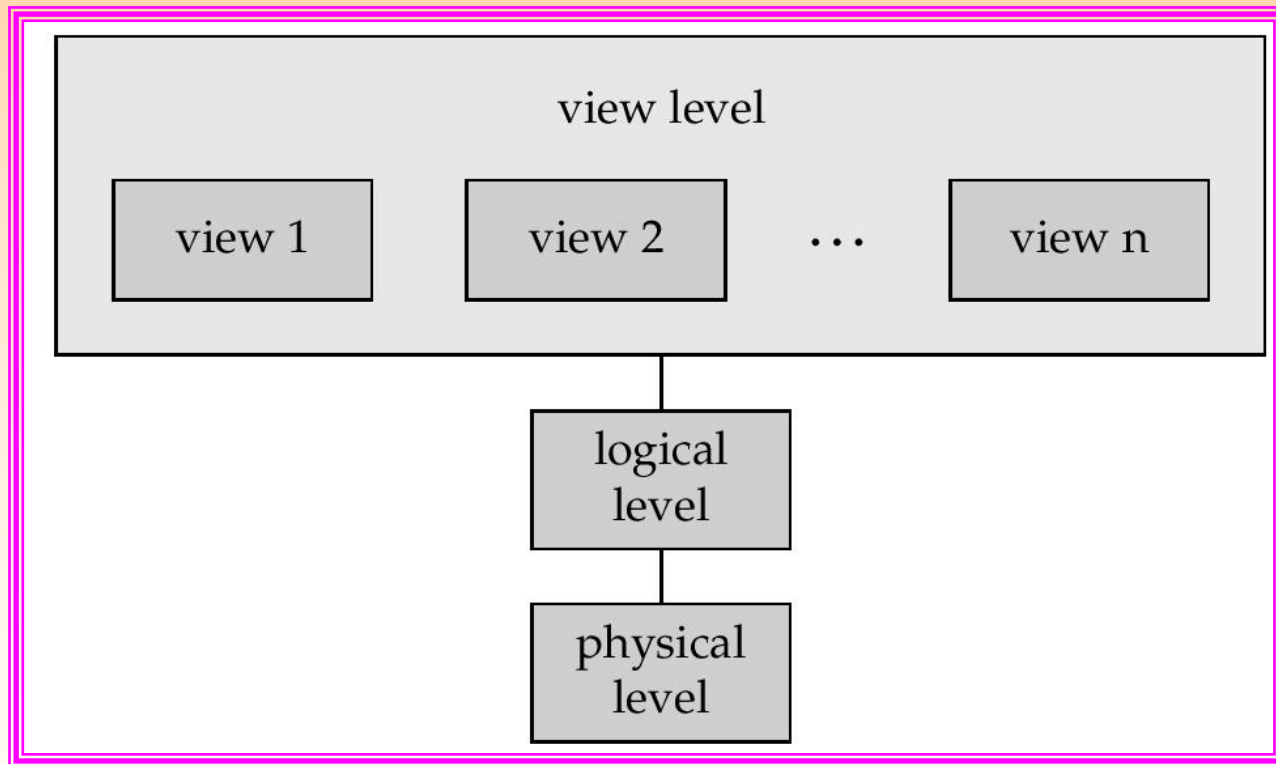 view level
view 1 view 2 ... view n
logical
level
physical
level